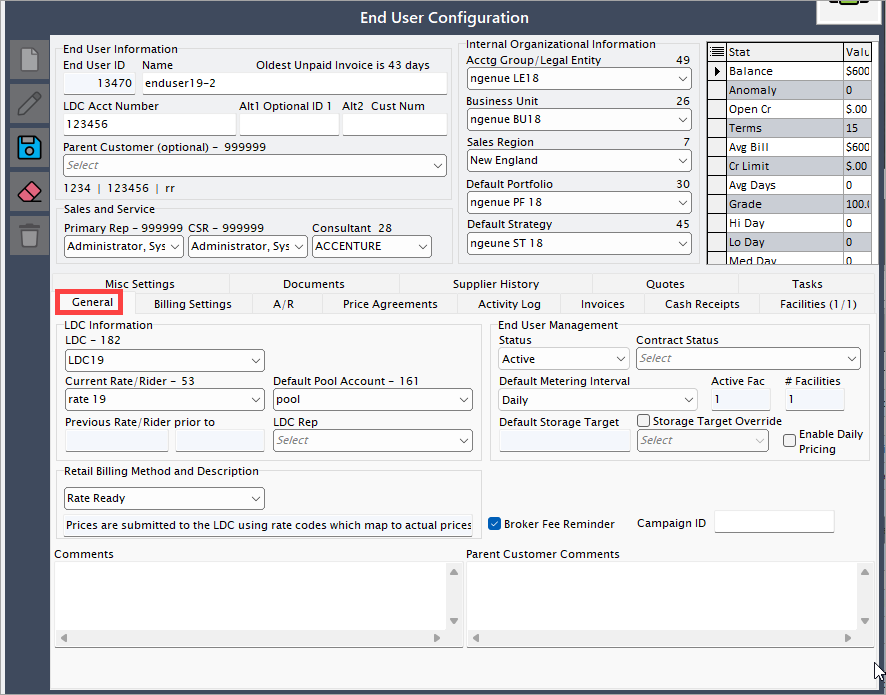 End User Configuration
End User Information
End User ID Name Oldest Unpaid Invoice is 43 days
13470 enduser19-2
LDC Acct Number Alt1 Optional ID 1 Alt2 Cust Num
123456
Parent Customer (optional) - 999999
Select
1234 | 123456 | rr
Sales and Service
Primary Rep - 999999 CSR - 999999 Consultant 28
Administrator, Sys Administrator, Sys ACCENTURE
Internal Organizational Information
Acctg Group/Legal Entity 49
ngenue LE18
Business Unit 26
ngenue BU18
Sales Region 7
New England
Default Portfolio 30
ngenue PF 18
Default Strategy 45
ngeune ST 18
Stat Valu
Balance $600
Anomaly 0
Open Cr $.00
Terms 15
Avg Bill $600
Cr Limit $.00
Avg Days 0
Grade 100.0
Hi Day 0
Lo Day 0
Med Day 0
Misc Settings Documents Supplier History Quotes Tasks
General Billing Settings A/R Price Agreements Activity Log Invoices Cash Receipts Facilities (1/1)
LDC Information
LDC - 182
LDC19
Current Rate/Rider - 53 Default Pool Account - 161
rate 19 pool
Previous Rate/Rider prior to LDC Rep
Select
End User Management
Status Contract Status
Active Select
Default Metering Interval Active Fac # Facilities
Daily 1 1
Default Storage Target Storage Target Override
Select Enable Daily
Pricing
Retail Billing Method and Description
Rate Ready
Prices are submitted to the LDC using rate codes which map to actual prices
Broker Fee Reminder Campaign ID
Comments Parent Customer Comments